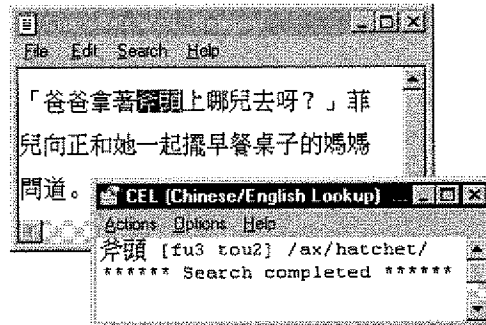 File Edit Search Help
「爸爸拿著斧頭上哪兒去呀？」菲
兒向正和她一起擺早餐桌子的媽媽
問道。
CEL (Chinese/English Lookup) ...
Actions Options Help
斧頭 [fu3 tou2] /ax/hatchet/
****** Search completed ******